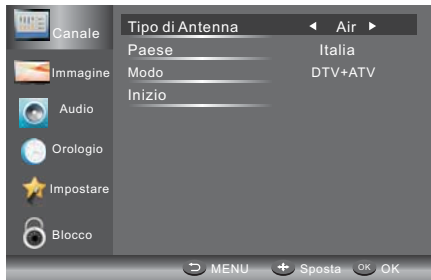 Canale
Immagine
Audio
Orologio
Impostare
Blocco
Tipo di Antenna ◄ Air ►
Paese Italia
Modo DTV+ATV
Inizio
MENU Sposta OK OK